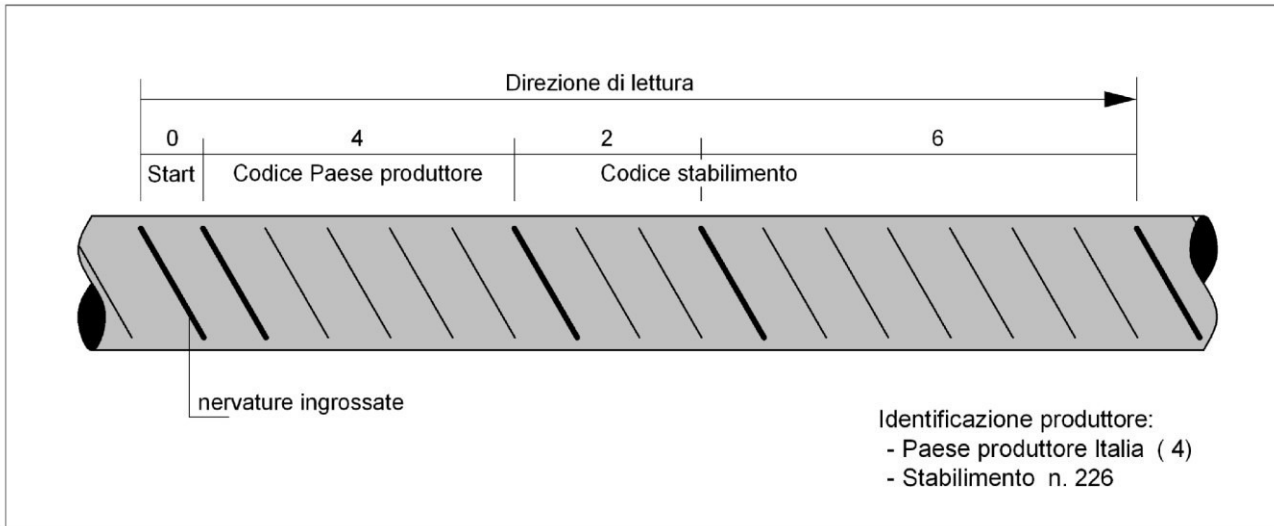 Direzione di lettura
0 4 2 6
Start Codice Paese produttore Codice stabilimento
nervature ingrossate
Identificazione produttore:
- Paese produttore Italia ( 4)
- Stabilimento n. 226